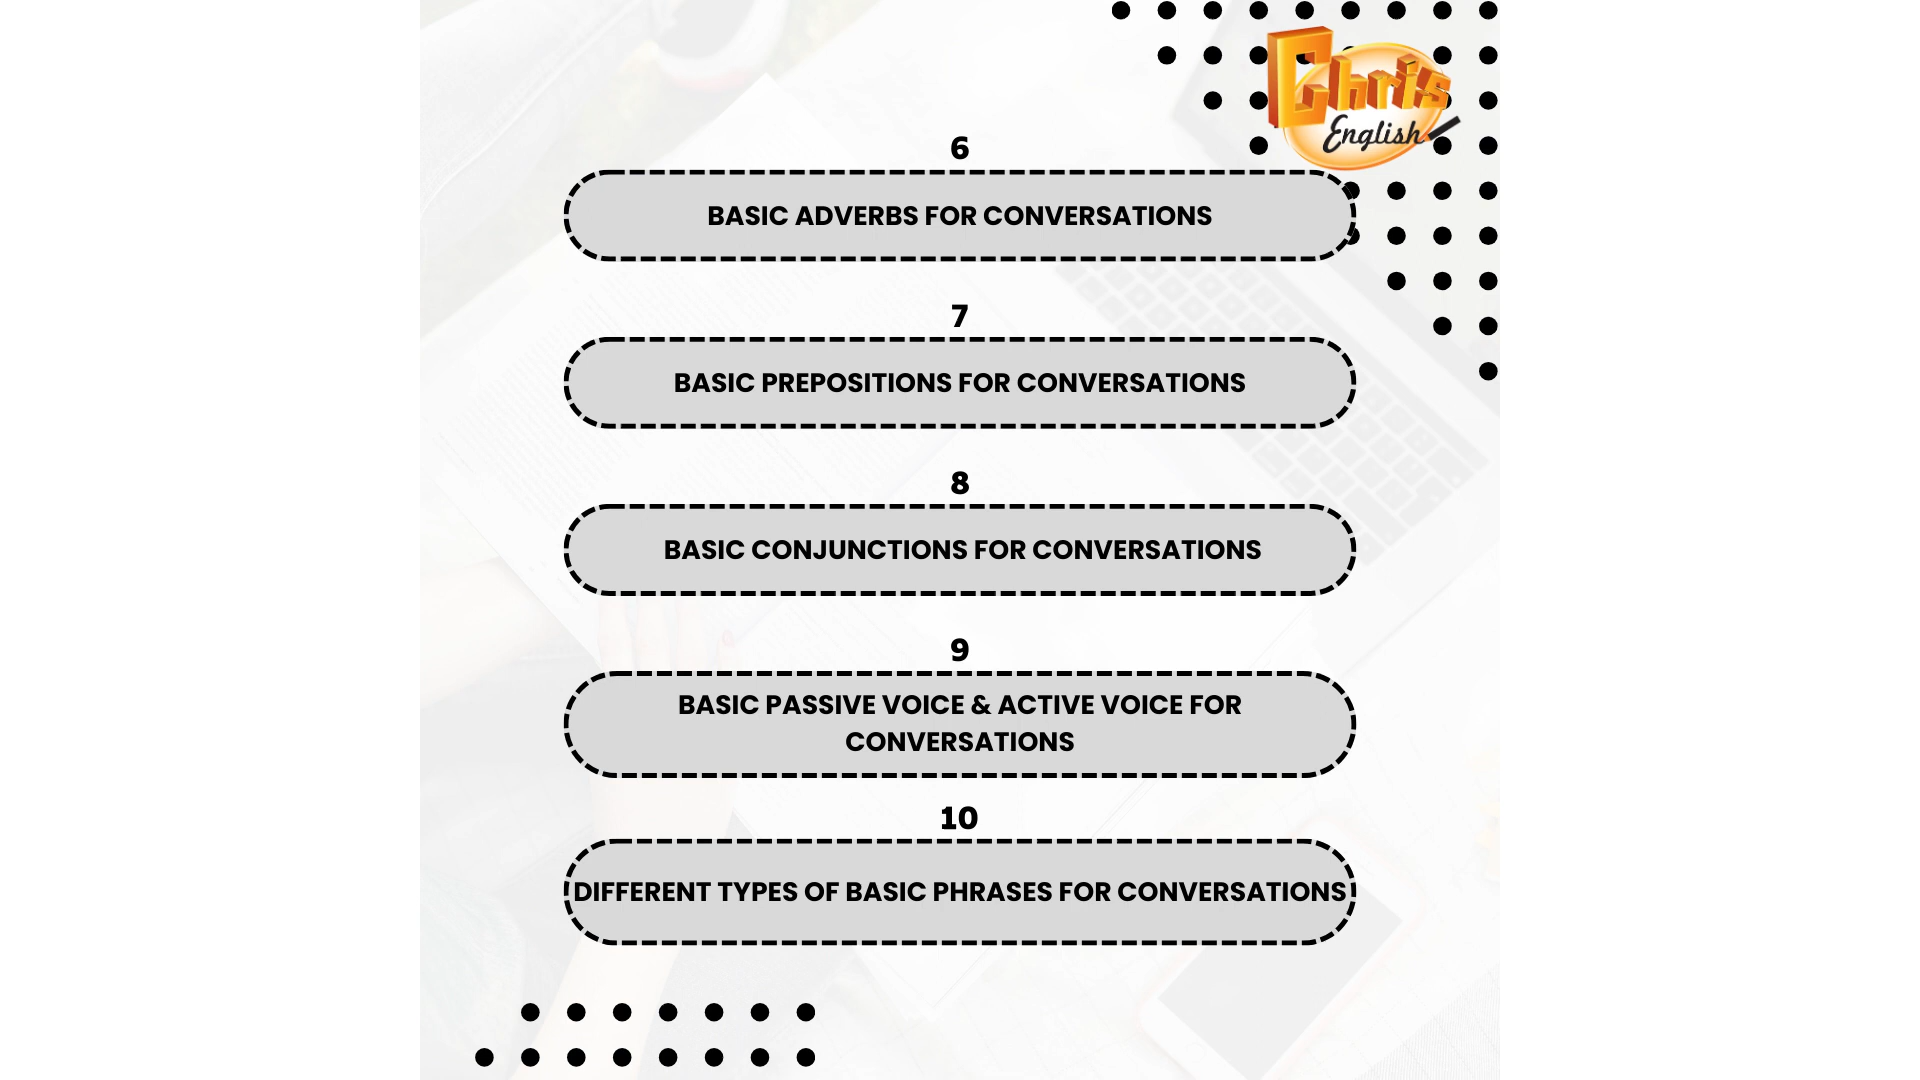 Chris
English
6
BASIC ADVERBS FOR CONVERSATIONS
7
BASIC PREPOSITIONS FOR CONVERSATIONS
8
BASIC CONJUNCTIONS FOR CONVERSATIONS
9
BASIC PASSIVE VOICE & ACTIVE VOICE FOR
CONVERSATIONS
10
DIFFERENT TYPES OF BASIC PHRASES FOR CONVERSATIONS